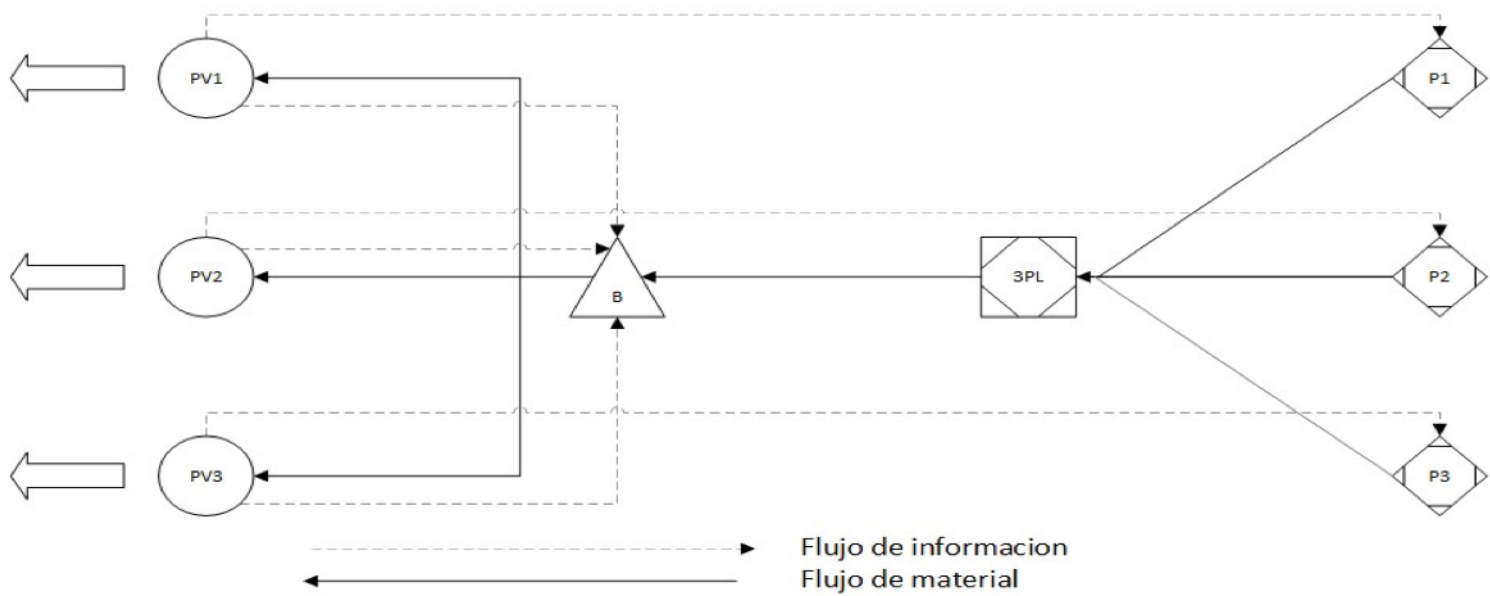 PV1
P1
PV2
B
3PL
P2
PV3
P3
Flujo de informacion
Flujo de material